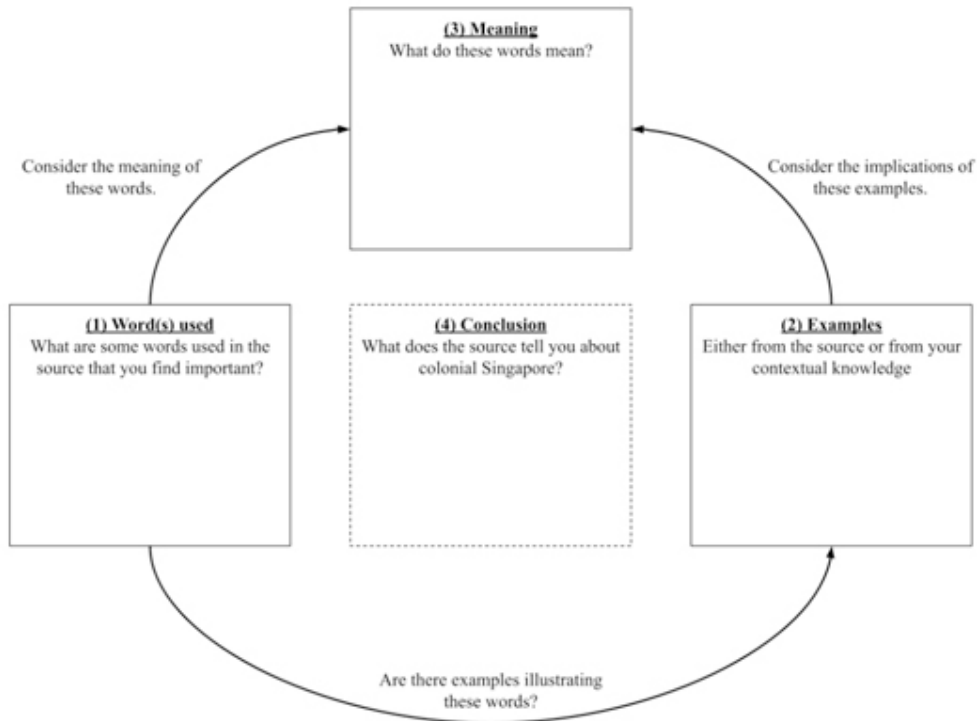 (3) Meaning
What do these words mean?
Consider the meaning of
these words.
Consider the implications of
these examples.
(1) Word(s) used
What are some words used in the
source that you find important?
(4) Conclusion
What does the source tell you about
colonial Singapore?
(2) Examples
Either from the source or from your
contextual knowledge
Are there examples illustrating
these words?